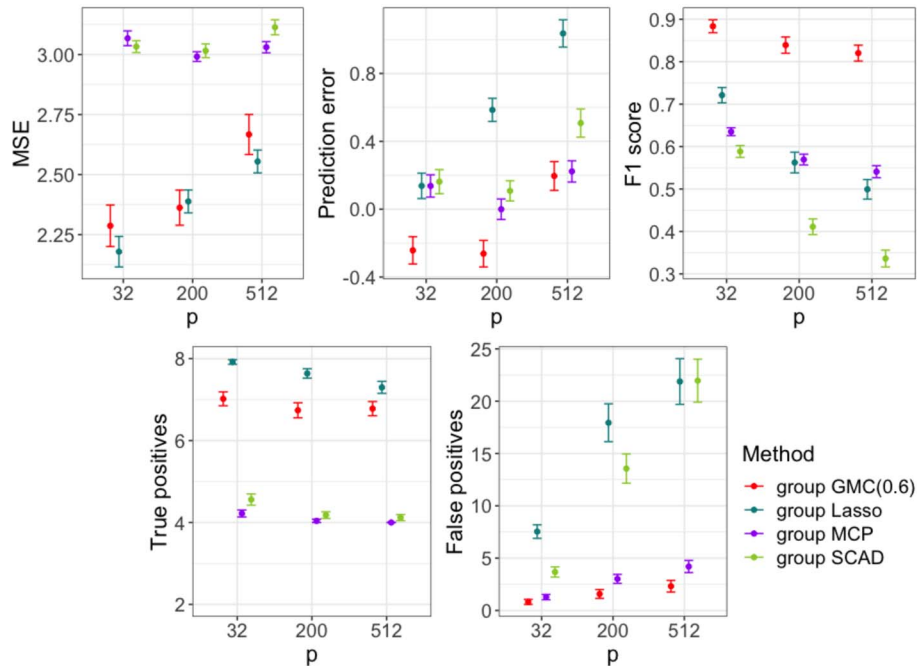 MSE
3.00
2.75
2.50
2.25
32 200 512
p
Prediction error
0.8
0.4
0.0
-0.4
32 200 512
p
F1 score
0.9
0.8
0.7
0.6
0.5
0.4
0.3
32 200 512
p
True positives
8
6
4
2
32 200 512
p
False positives
25
20
15
10
5
0
32 200 512
p
Method
group GMC(0.6)
group Lasso
group MCP
group SCAD